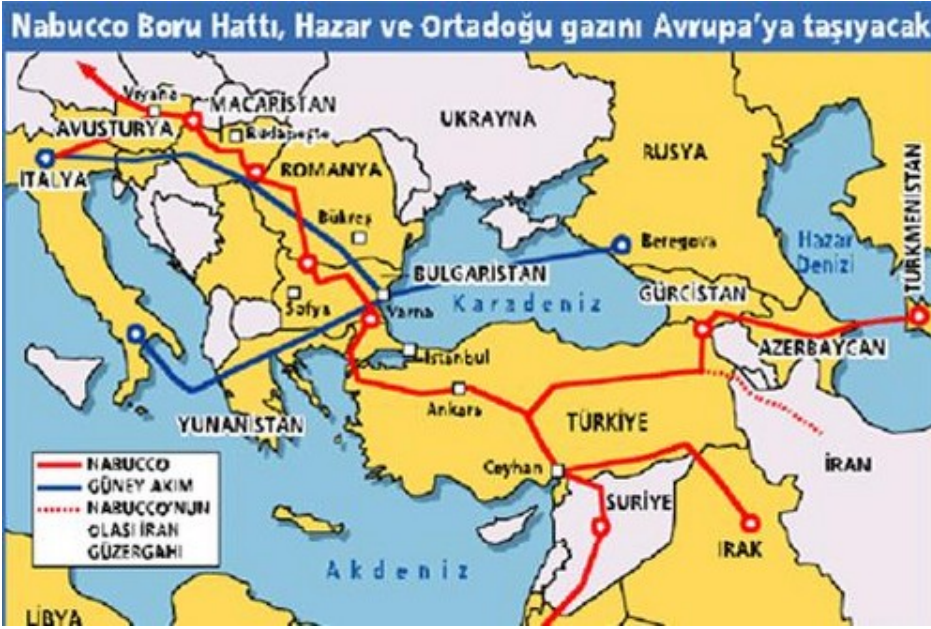 Nabucco Boru Hattı, Hazar ve Ortadoğu gazını Avrupa'ya taşıyacak
Viyana
MACARİSTAN
AVUSTURYA
Budapeşte
UKRAYNA
RUSYA
İTALYA
ROMANYA
TÜRKMENİSTAN
Bükreş
Beregova
Hazar
Denizi
BULGARİSTAN
Sofya
Varna
Karadeniz
GÜRCİSTAN
AZERBAYCAN
İstanbul
Ankara
TÜRKİYE
YUNANİSTAN
Ceyhan
İRAN
SURİYE
IRAK
NABUCCO
GÜNEY AKIM
NABUCCO'NUN
OLASI İRAN
GÜZERGAHI
Akdeniz
LİBYA